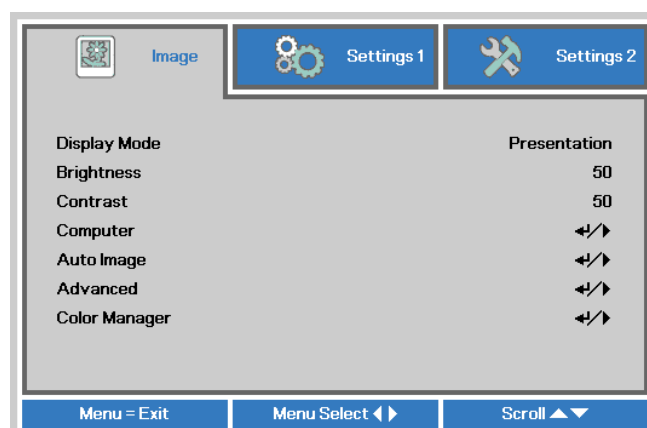 Image Settings 1 Settings 2
Display Mode Presentation
Brightness 50
Contrast 50
Computer ↵/▶
Auto Image ↵/▶
Advanced ↵/▶
Color Manager ↵/▶
Menu = Exit Menu Select ◀▶ Scroll ▲▼